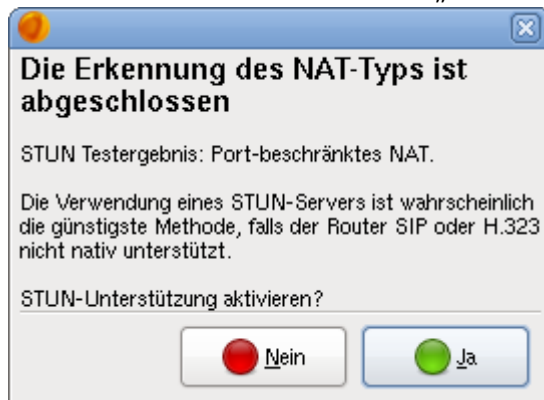 „
Die Erkennung des NAT-Typs ist
abgeschlossen
STUN Testergebnis: Port-beschränktes NAT.
Die Verwendung eines STUN-Servers ist wahrscheinlich
die günstigste Methode, falls der Router SIP oder H.323
nicht nativ unterstützt.
STUN-Unterstützung aktivieren?
Nein
Ja